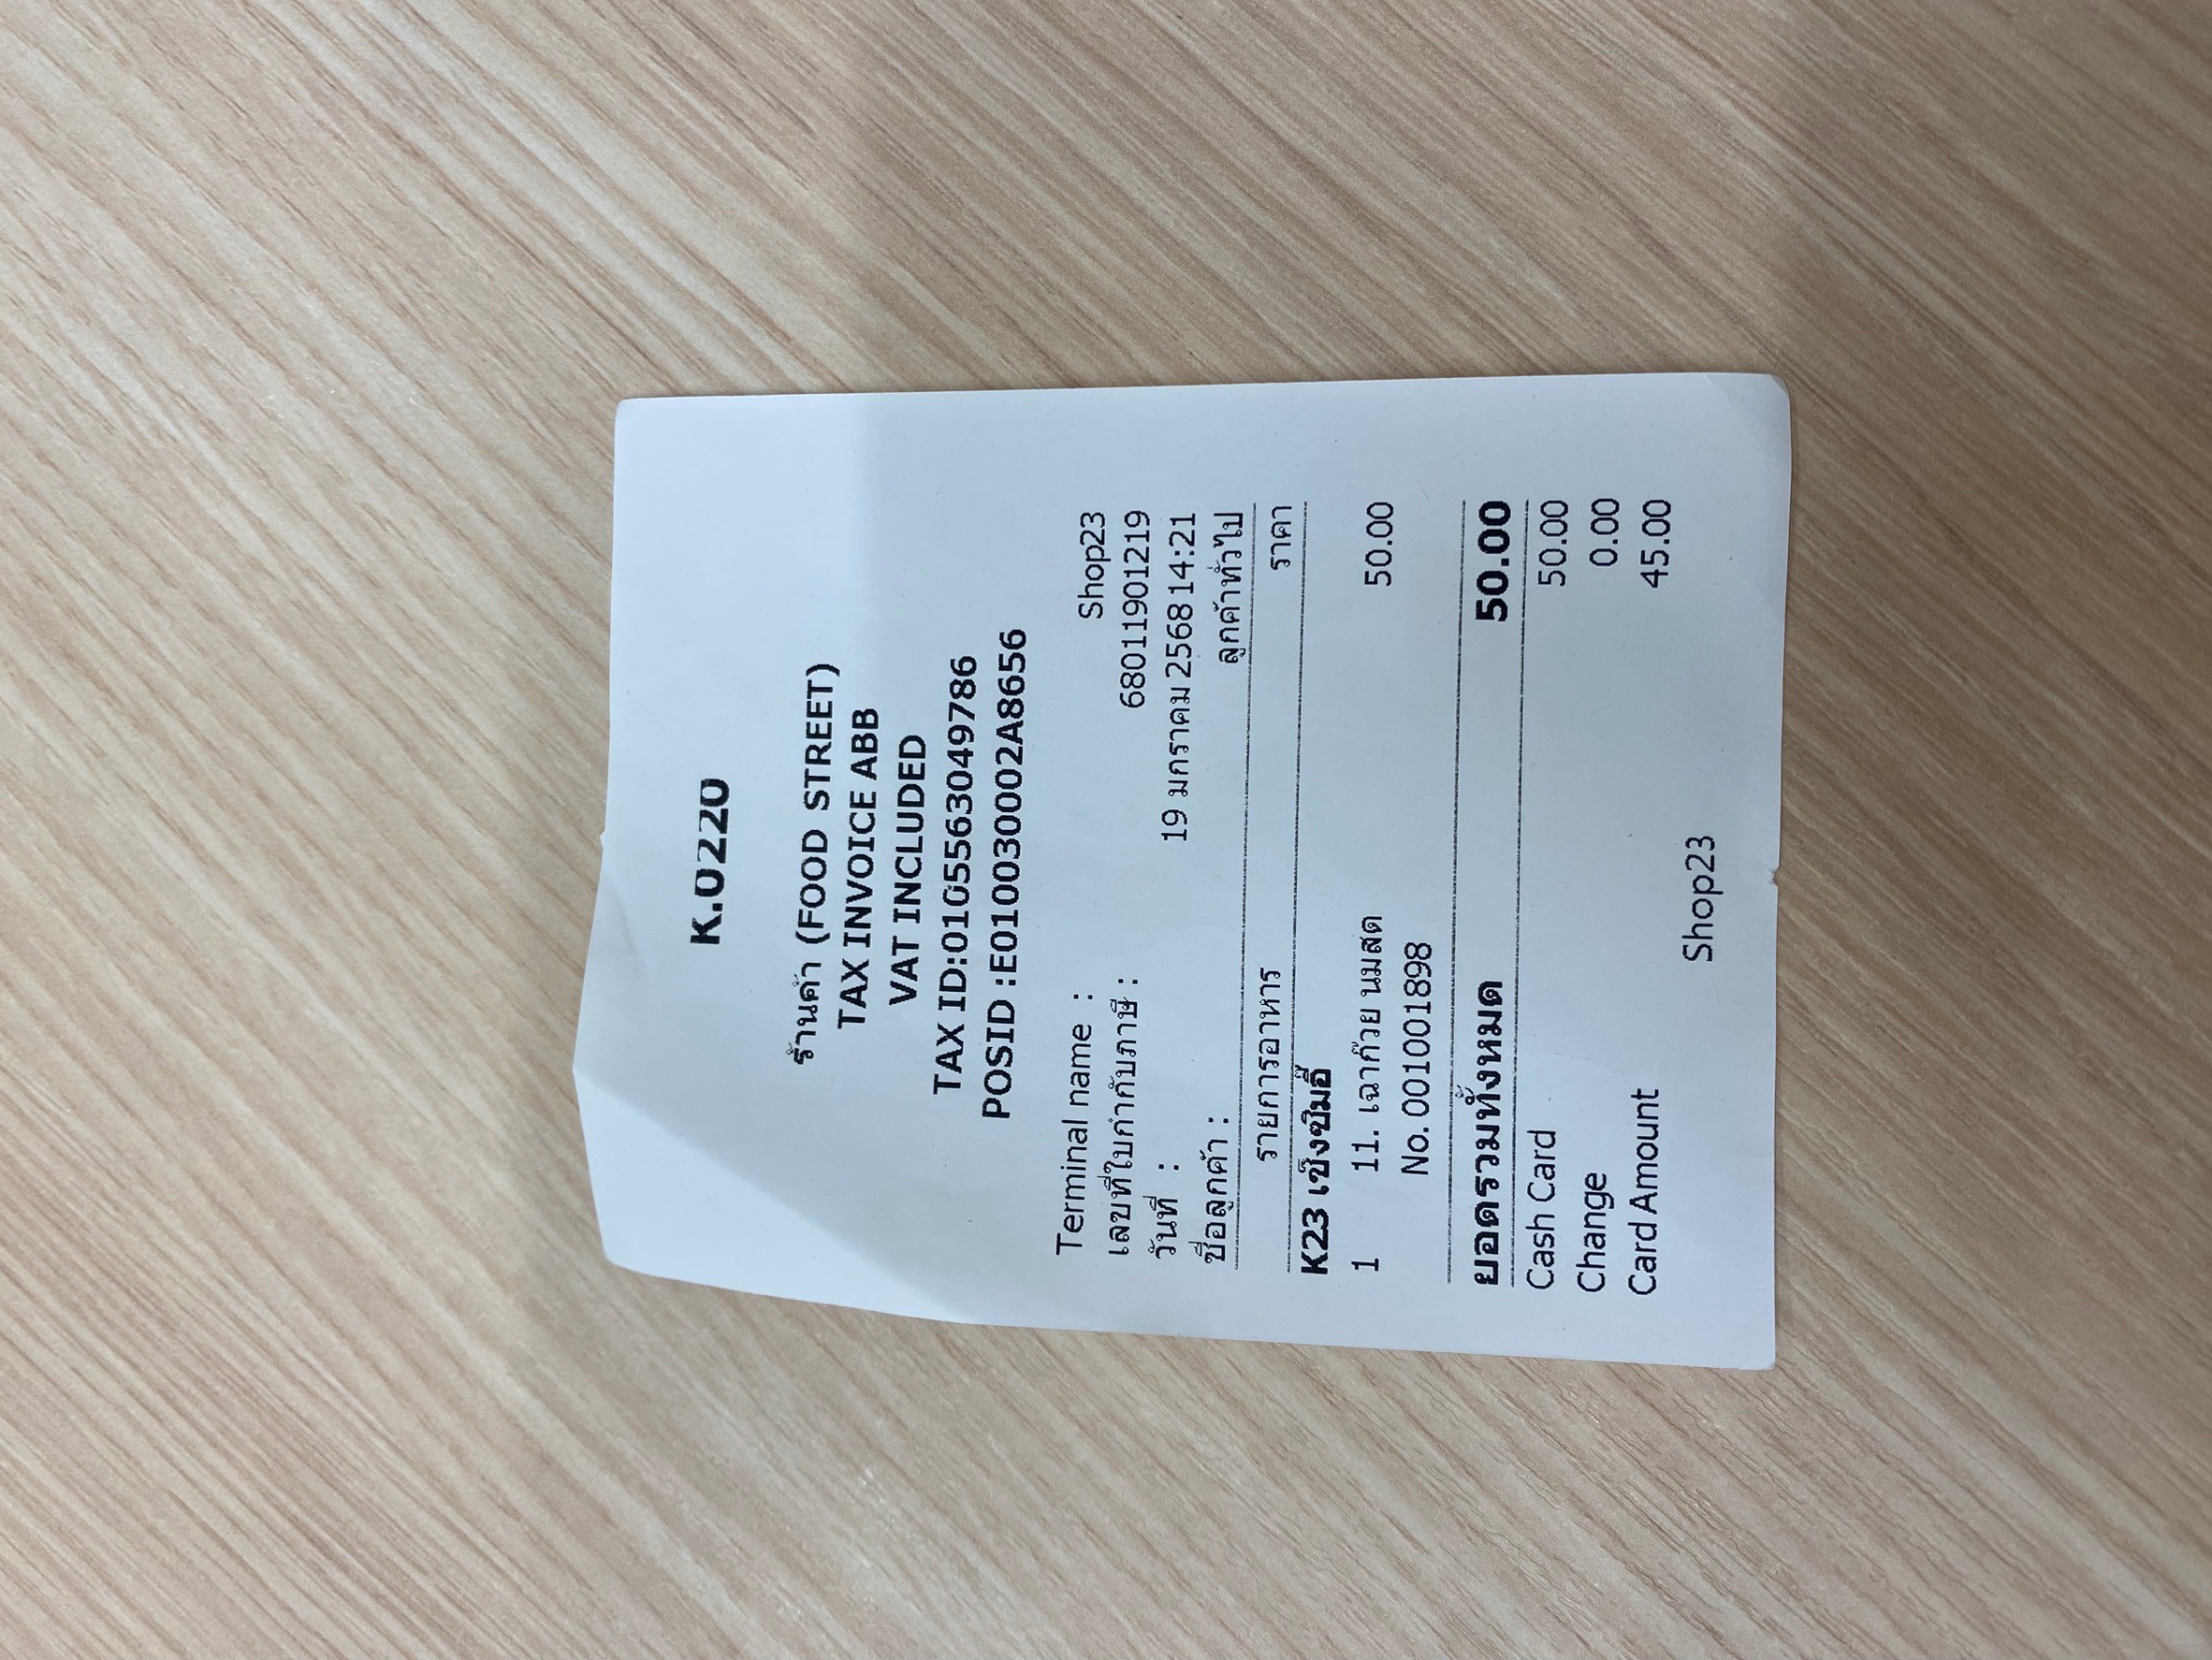 K.0220
ร้านค้า (FOOD STREET)
TAX INVOICE ABB
VAT INCLUDED
TAX ID:0105563049786
POSID :E010030002A8656
Terminal name : Shop23
เลขที่ใบกำกับภาษี : 68011901219
วันที่ : 19 มกราคม 2568 14:21
ชื่อลูกค้า : ลูกค้าทั่วไป
รายการอาหาร ราคา
K23 เซ็งซิมอี๊
1 11. เฉาก๊วย นมสด 50.00
No. 001001898
ยอดรวมทั้งหมด 50.00
Cash Card 50.00
Change 0.00
Card Amount 45.00
Shop23